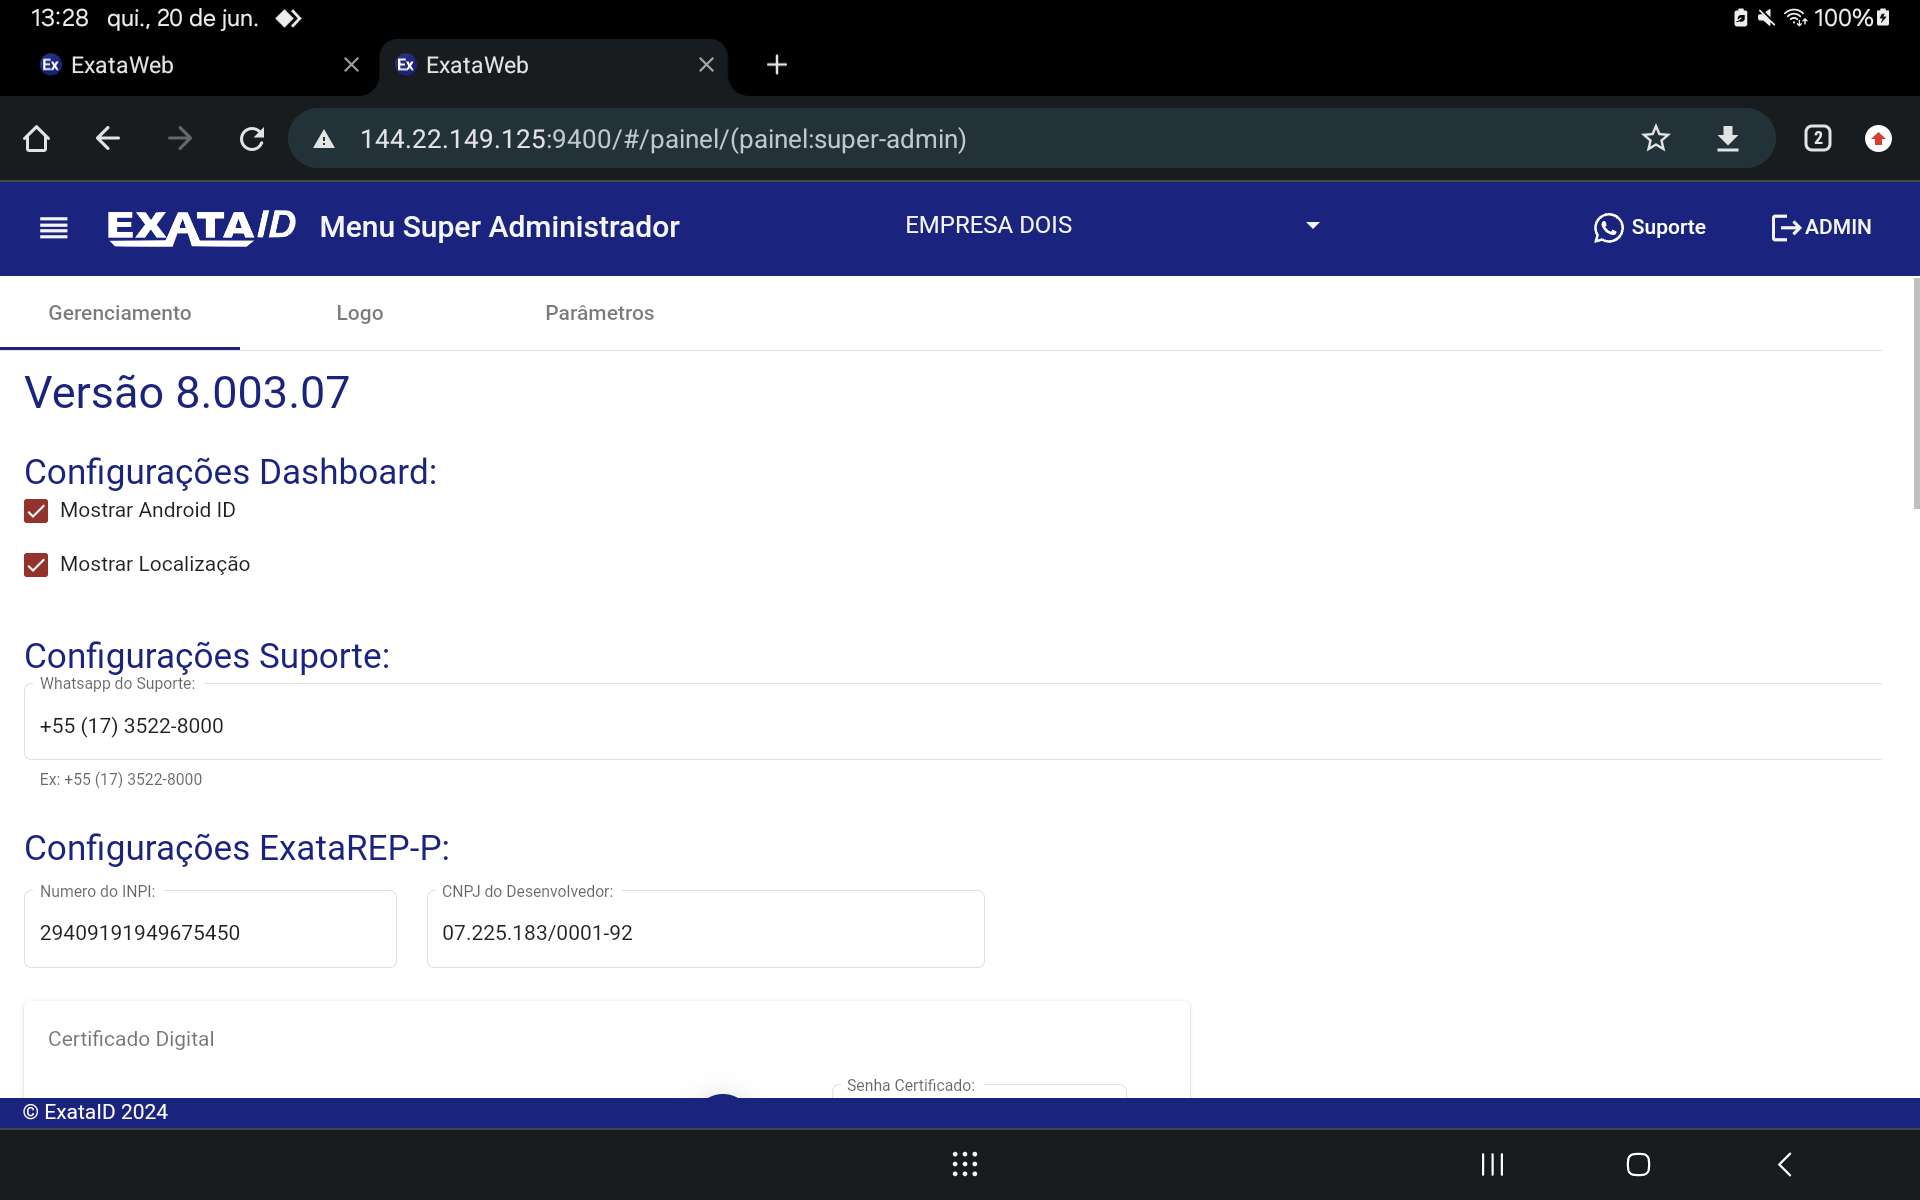 13:28 qui., 20 de jun. 100%
Ex ExataWeb Ex ExataWeb
144.22.149.125:9400/#/painel/(painel:super-admin) 2
EXATAID Menu Super Administrador EMPRESA DOIS Suporte ADMIN
Gerenciamento Logo Parâmetros
Versão 8.003.07
Configurações Dashboard:
Mostrar Android ID
Mostrar Localização
Configurações Suporte:
Whatsapp do Suporte:
+55 (17) 3522-8000
Ex: +55 (17) 3522-8000
Configurações ExataREP-P:
Numero do INPI: CNPJ do Desenvolvedor:
29409191949675450 07.225.183/0001-92
Certificado Digital
Senha Certificado:
© ExataID 2024